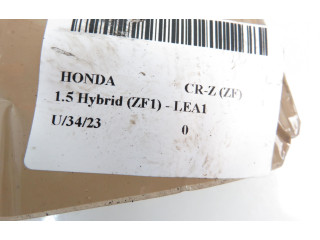 HONDA CR-Z (ZF)
1.5 Hybrid (ZF1) - LEA1
U/34/23 0